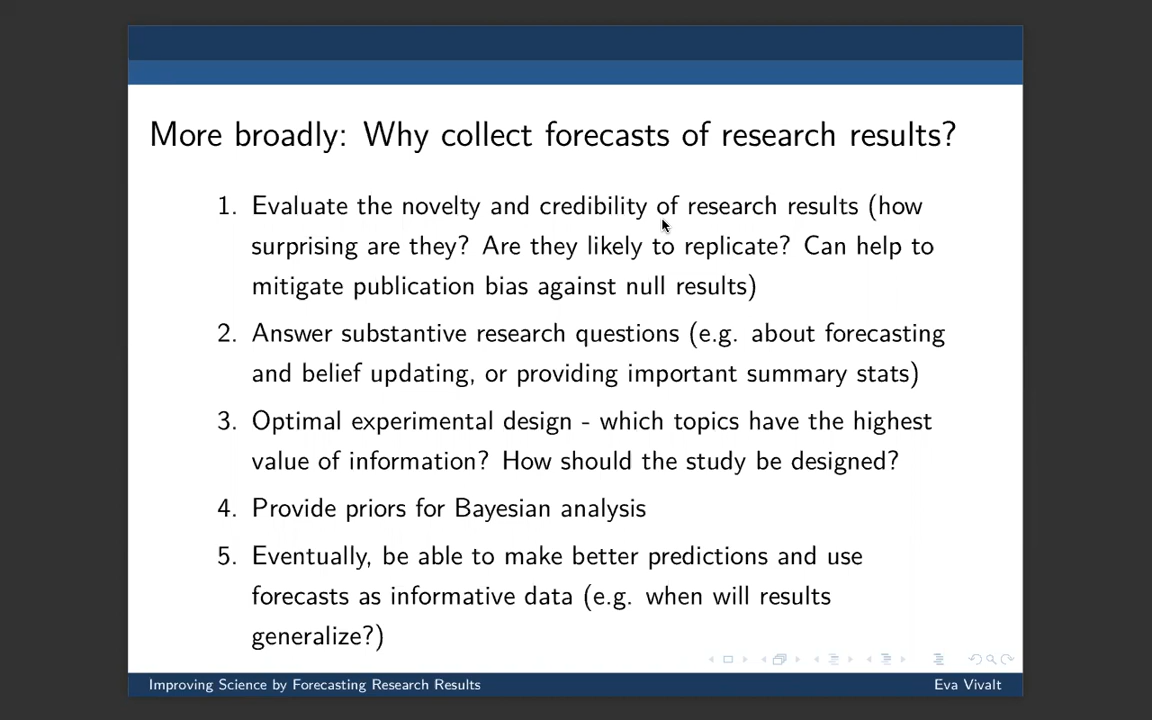 More broadly: Why collect forecasts of research results?
1. Evaluate the novelty and credibility of research results (how
surprising are they? Are they likely to replicate? Can help to
mitigate publication bias against null results)
2. Answer substantive research questions (e.g. about forecasting
and belief updating, or providing important summary stats)
3. Optimal experimental design - which topics have the highest
value of information? How should the study be designed?
4. Provide priors for Bayesian analysis
5. Eventually, be able to make better predictions and use
forecasts as informative data (e.g. when will results
generalize?)
Improving Science by Forecasting Research Results
Eva Vivalt